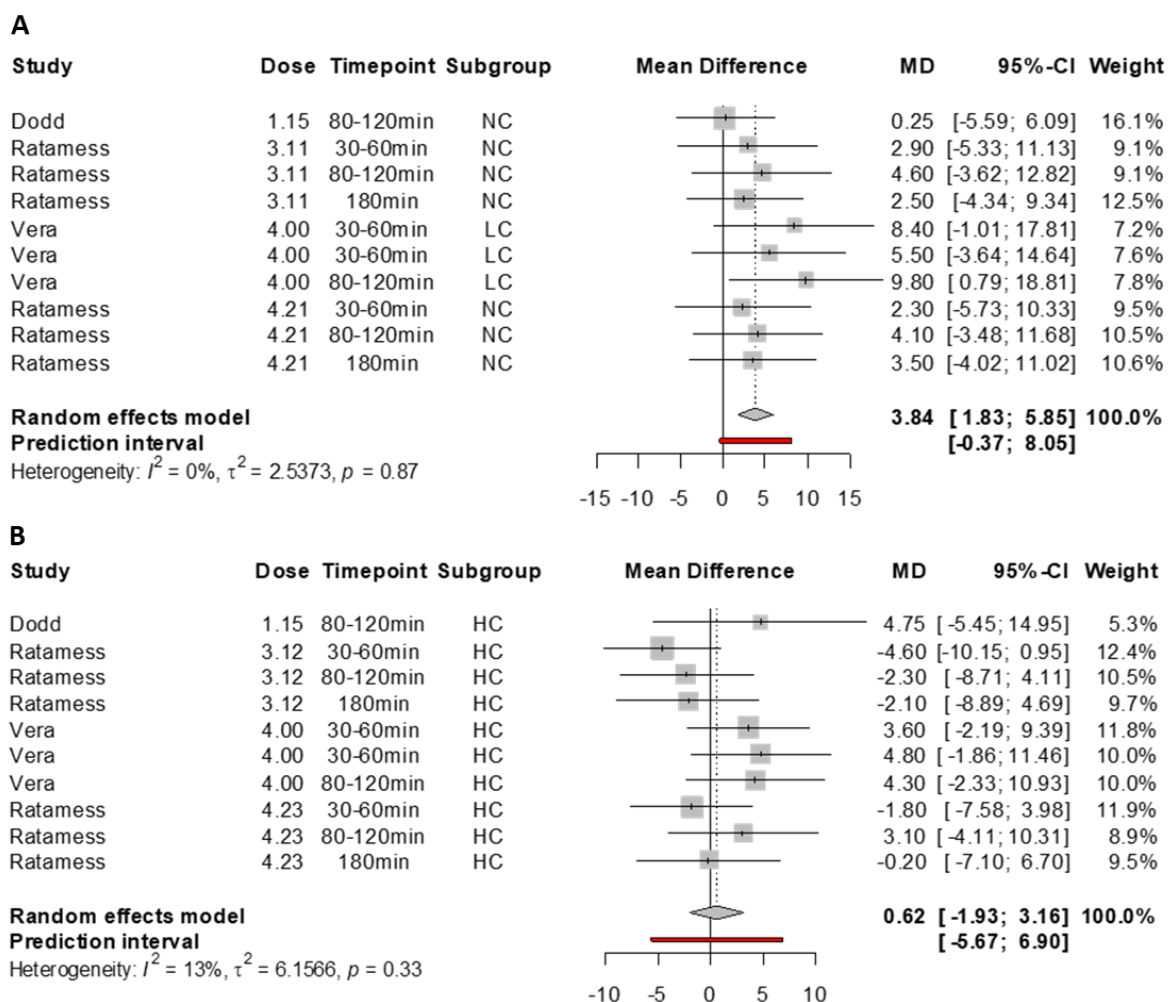 A
Study Dose Timepoint Subgroup Mean Difference MD 95%-CI Weight
Dodd 1.15 80-120min NC 0.25 [-5.59; 6.09] 16.1%
Ratamess 3.11 30-60min NC 2.90 [-5.33; 11.13] 9.1%
Ratamess 3.11 80-120min NC 4.60 [-3.62; 12.82] 9.1%
Ratamess 3.11 180min NC 2.50 [-4.34; 9.34] 12.5%
Vera 4.00 30-60min LC 8.40 [-1.01; 17.81] 7.2%
Vera 4.00 30-60min LC 5.50 [-3.64; 14.64] 7.6%
Vera 4.00 80-120min LC 9.80 [ 0.79; 18.81] 7.8%
Ratamess 4.21 30-60min NC 2.30 [-5.73; 10.33] 9.5%
Ratamess 4.21 80-120min NC 4.10 [-3.48; 11.68] 10.5%
Ratamess 4.21 180min NC 3.50 [-4.02; 11.02] 10.6%
Random effects model 3.84 [ 1.83; 5.85] 100.0%
Prediction interval [-0.37; 8.05]
Heterogeneity: I² = 0%, τ² = 2.5373, p = 0.87
-15 -10 -5 0 5 10 15
B
Study Dose Timepoint Subgroup Mean Difference MD 95%-CI Weight
Dodd 1.15 80-120min HC 4.75 [ -5.45; 14.95] 5.3%
Ratamess 3.12 30-60min HC -4.60 [-10.15; 0.95] 12.4%
Ratamess 3.12 80-120min HC -2.30 [ -8.71; 4.11] 10.5%
Ratamess 3.12 180min HC -2.10 [ -8.89; 4.69] 9.7%
Vera 4.00 30-60min HC 3.60 [ -2.19; 9.39] 11.8%
Vera 4.00 30-60min HC 4.80 [ -1.86; 11.46] 10.0%
Vera 4.00 80-120min HC 4.30 [ -2.33; 10.93] 10.0%
Ratamess 4.23 30-60min HC -1.80 [ -7.58; 3.98] 11.9%
Ratamess 4.23 80-120min HC 3.10 [ -4.11; 10.31] 8.9%
Ratamess 4.23 180min HC -0.20 [ -7.10; 6.70] 9.5%
Random effects model 0.62 [ -1.93; 3.16] 100.0%
Prediction interval [ -5.67; 6.90]
Heterogeneity: I² = 13%, τ² = 6.1566, p = 0.33
-10 -5 0 5 10